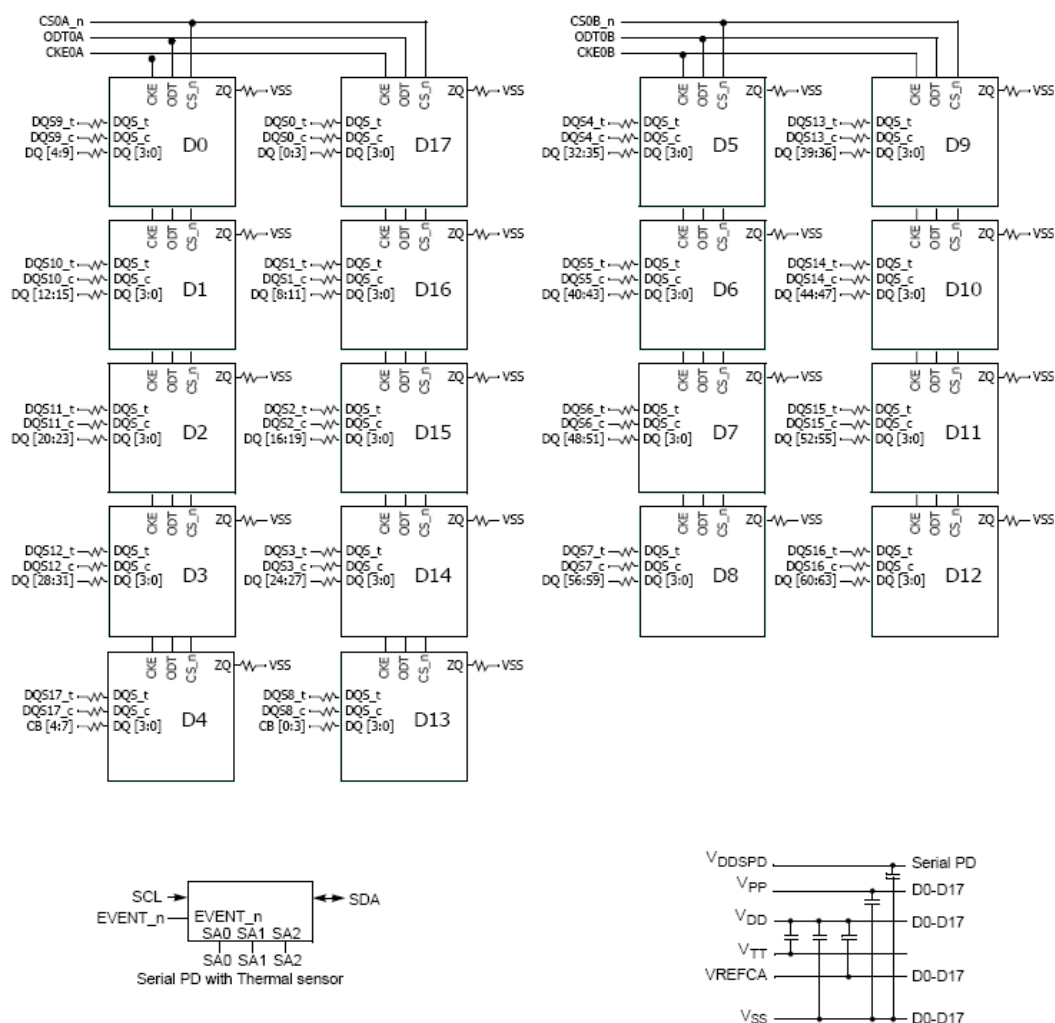 CS0A_n
ODT0A
CKE0A
CS0B_n
ODT0B
CKE0B
CKE ODT CS_n ZQ VSS
DQS9_t DQS_t
DQS9_c DQS_c
DQ [4:9] DQ [3:0]
D0
CKE ODT CS_n ZQ VSS
DQS0_t DQS_t
DQS0_c DQS_c
DQ [0:3] DQ [3:0]
D17
CKE ODT CS_n ZQ VSS
DQS4_t DQS_t
DQS4_c DQS_c
DQ [32:35] DQ [3:0]
D5
CKE ODT CS_n ZQ VSS
DQS13_t DQS_t
DQS13_c DQS_c
DQ [39:36] DQ [3:0]
D9
CKE ODT CS_n ZQ VSS
DQS10_t DQS_t
DQS10_c DQS_c
DQ [12:15] DQ [3:0]
D1
CKE ODT CS_n ZQ VSS
DQS1_t DQS_t
DQS1_c DQS_c
DQ [8:11] DQ [3:0]
D16
CKE ODT CS_n ZQ VSS
DQS5_t DQS_t
DQS5_c DQS_c
DQ [40:43] DQ [3:0]
D6
CKE ODT CS_n ZQ VSS
DQS14_t DQS_t
DQS14_c DQS_c
DQ [44:47] DQ [3:0]
D10
CKE ODT CS_n ZQ VSS
DQS11_t DQS_t
DQS11_c DQS_c
DQ [20:23] DQ [3:0]
D2
CKE ODT CS_n ZQ VSS
DQS2_t DQS_t
DQS2_c DQS_c
DQ [16:19] DQ [3:0]
D15
CKE ODT CS_n ZQ VSS
DQS6_t DQS_t
DQS6_c DQS_c
DQ [48:51] DQ [3:0]
D7
CKE ODT CS_n ZQ VSS
DQS15_t DQS_t
DQS15_c DQS_c
DQ [52:55] DQ [3:0]
D11
CKE ODT CS_n ZQ VSS
DQS12_t DQS_t
DQS12_c DQS_c
DQ [28:31] DQ [3:0]
D3
CKE ODT CS_n ZQ VSS
DQS3_t DQS_t
DQS3_c DQS_c
DQ [24:27] DQ [3:0]
D14
CKE ODT CS_n ZQ VSS
DQS7_t DQS_t
DQS7_c DQS_c
DQ [56:59] DQ [3:0]
D8
CKE ODT CS_n ZQ VSS
DQS16_t DQS_t
DQS16_c DQS_c
DQ [60:63] DQ [3:0]
D12
CKE ODT CS_n ZQ VSS
DQS17_t DQS_t
DQS17_c DQS_c
CB [4:7] DQ [3:0]
D4
CKE ODT CS_n ZQ VSS
DQS8_t DQS_t
DQS8_c DQS_c
CB [0:3] DQ [3:0]
D13
SCL SDA
EVENT_n EVENT_n
SA0 SA1 SA2
SA0 SA1 SA2
Serial PD with Thermal sensor
VDDSPD Serial PD
VPP D0-D17
VDD D0-D17
VTT
VREFCA D0-D17
VSS D0-D17